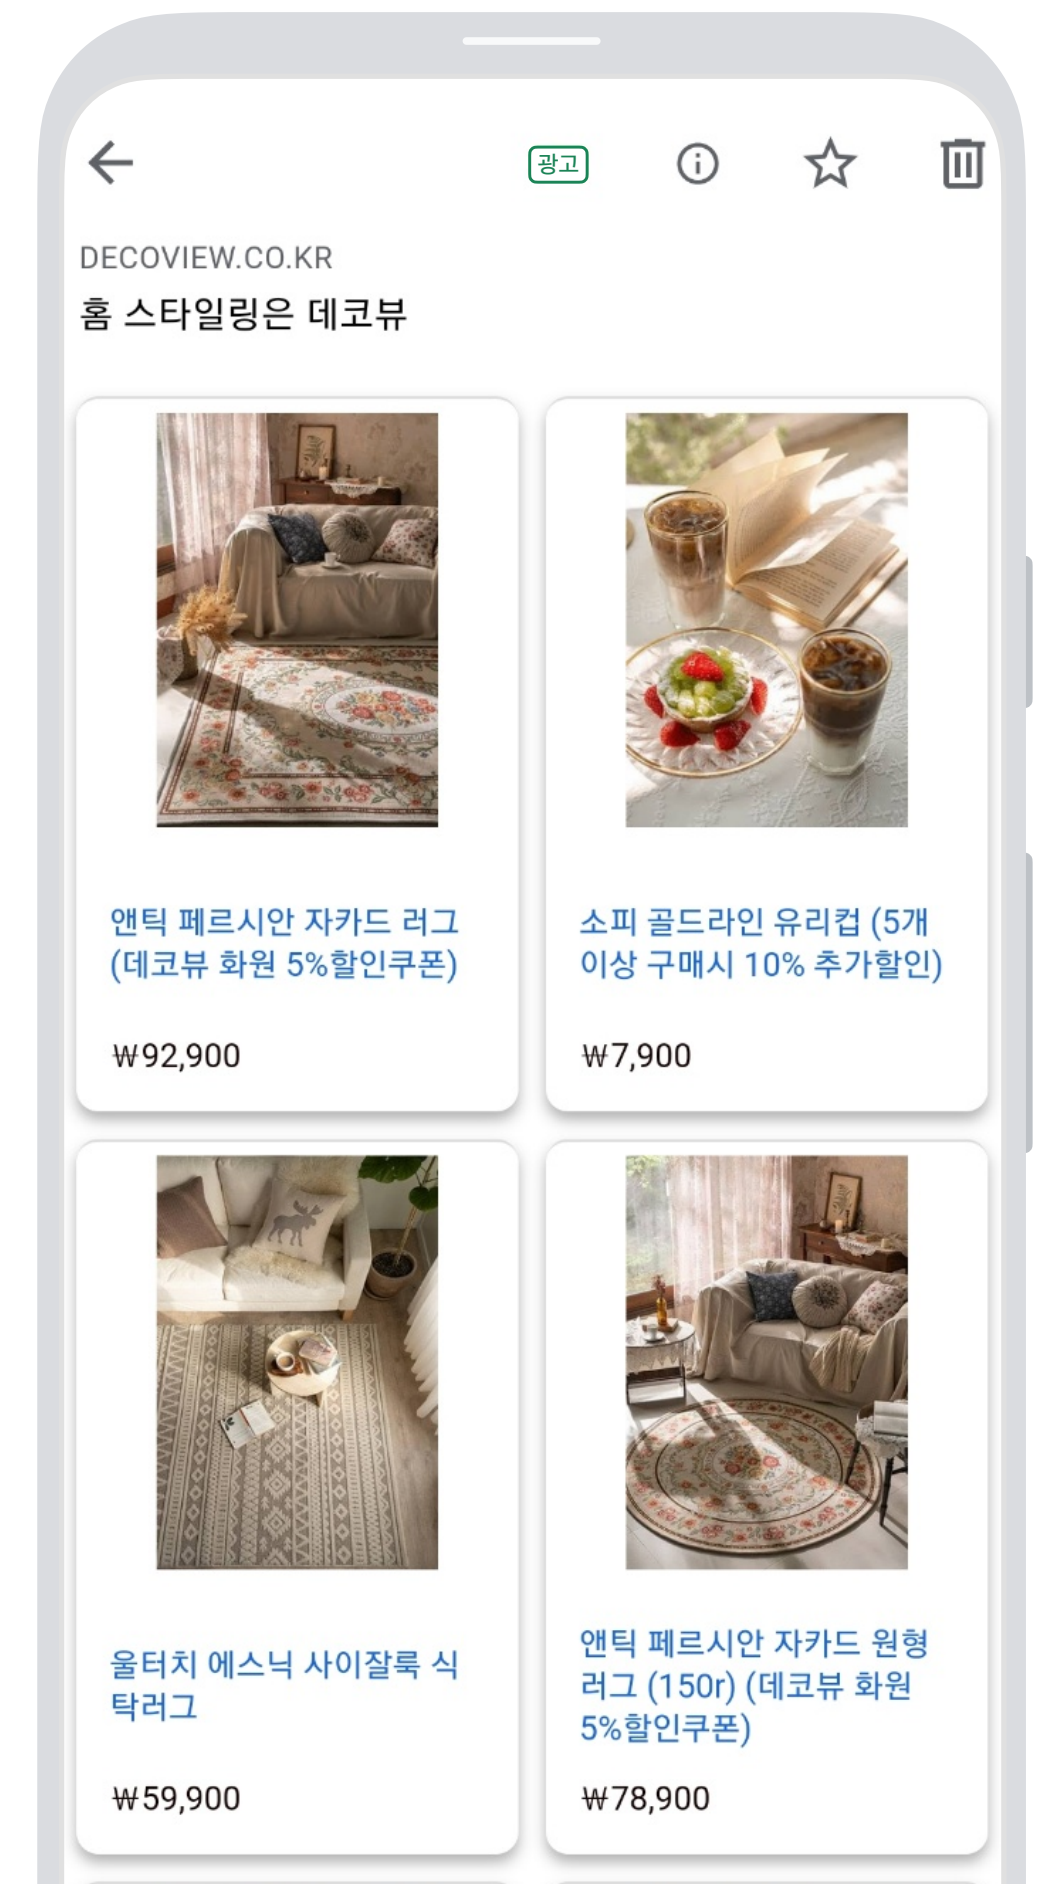 광고
DECOVIEW.CO.KR
홈 스타일링은 데코뷰
앤틱 페르시안 자카드 러그
(데코뷰 화원 5%할인쿠폰)
₩92,900
소피 골드라인 유리컵 (5개
이상 구매시 10% 추가할인)
₩7,900
울터치 에스닉 사이잘룩 식
탁러그
₩59,900
앤틱 페르시안 자카드 원형
러그 (150r) (데코뷰 화원
5%할인쿠폰)
₩78,900